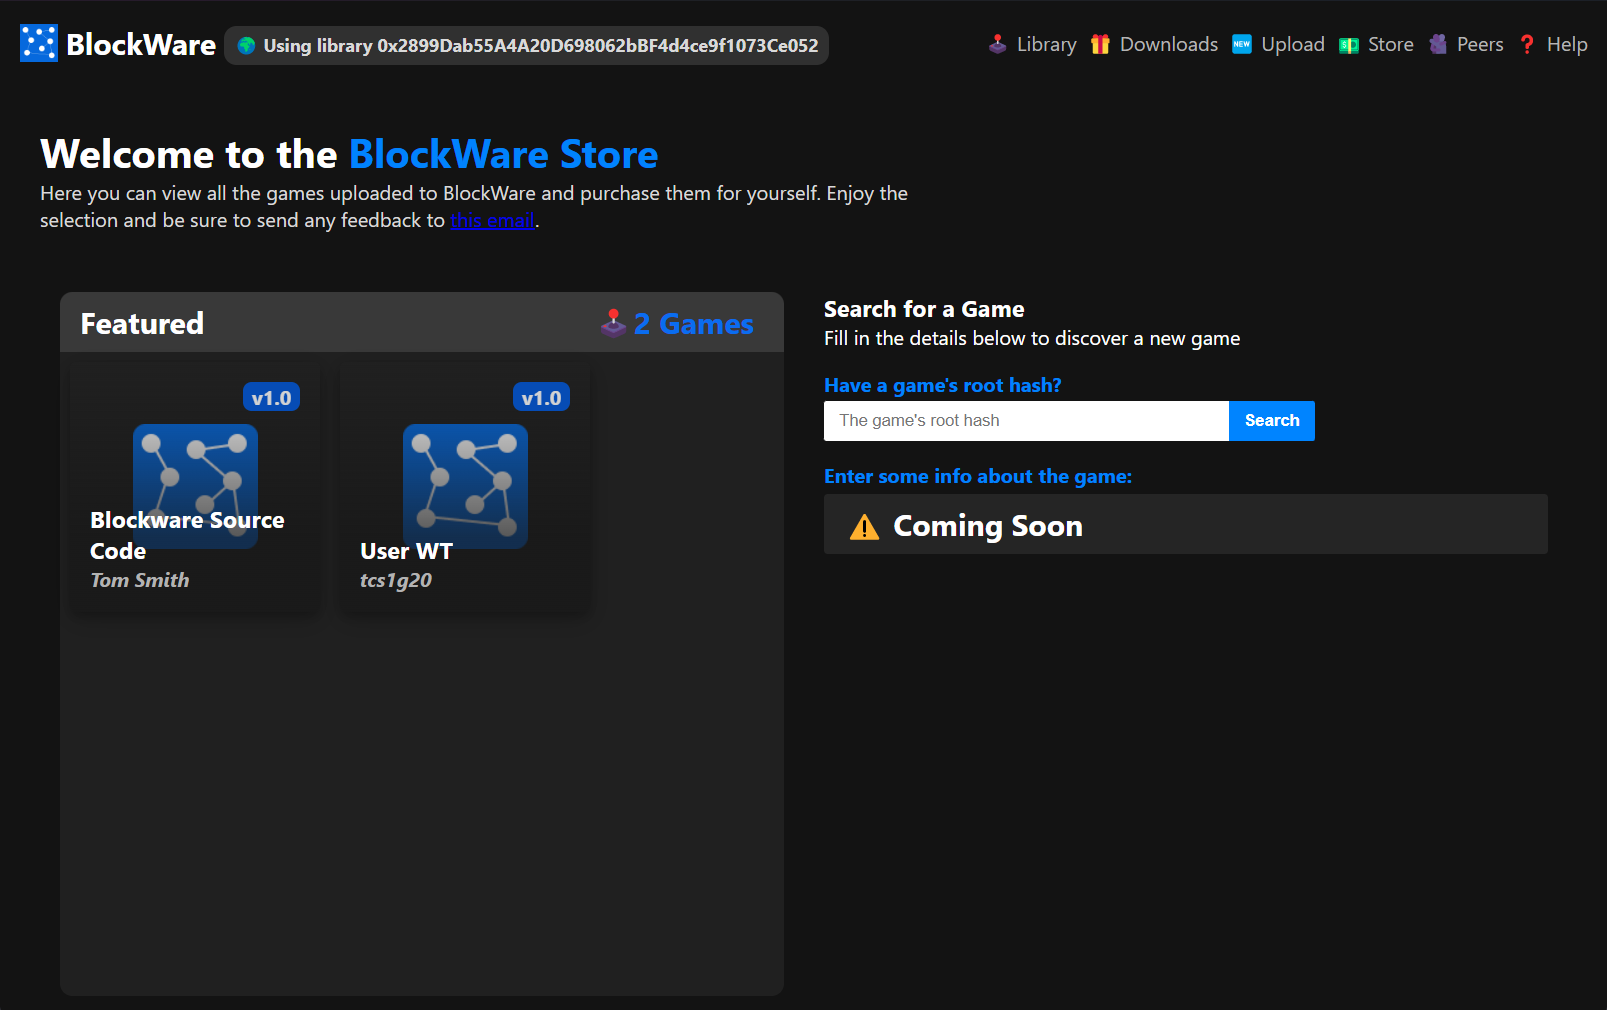 BlockWare
Using library 0x2899Dab55A4A20D698062bBF4d4ce9f1073Ce052
Library
Downloads
NEW
Upload
Store
Peers
Help
Welcome to the BlockWare Store
Here you can view all the games uploaded to BlockWare and purchase them for yourself. Enjoy the
selection and be sure to send any feedback to this email.
Featured
2 Games
v1.0
Blockware Source
Code
Tom Smith
v1.0
User WT
tcs1g20
Search for a Game
Fill in the details below to discover a new game
Have a game's root hash?
The game's root hash
Search
Enter some info about the game:
Coming Soon